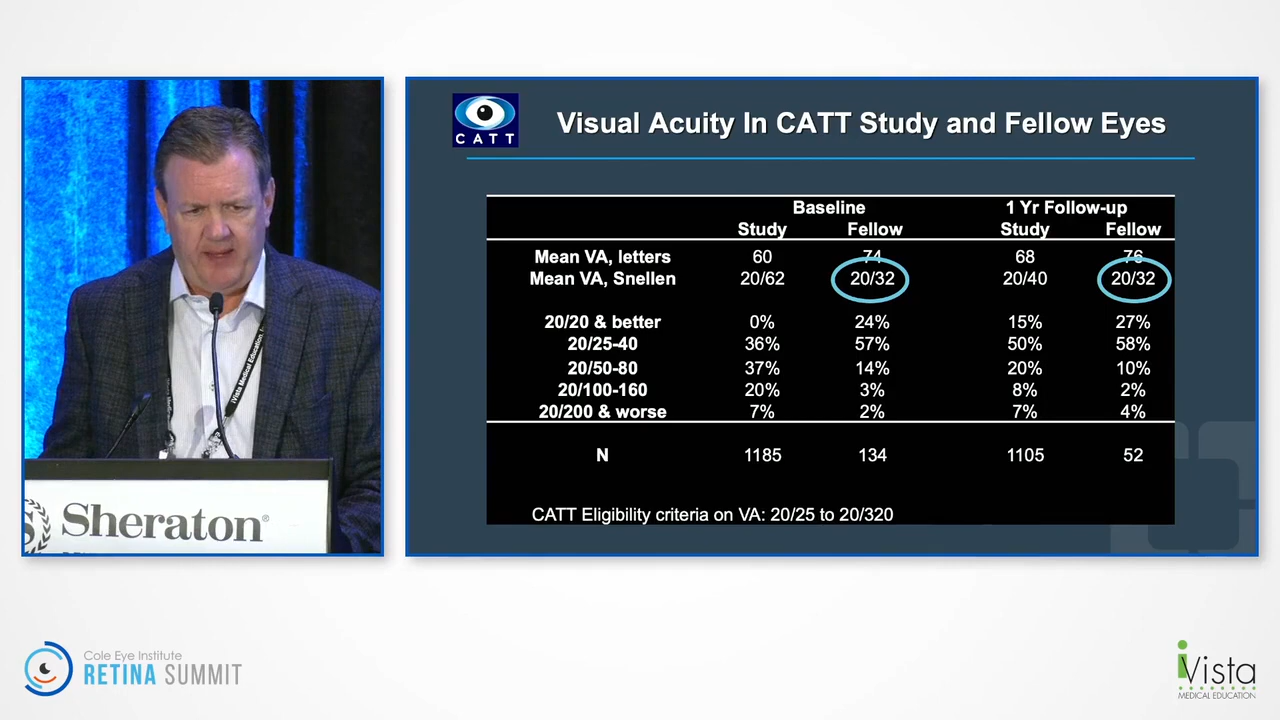 CATT
Visual Acuity In CATT Study and Fellow Eyes
Baseline 1 Yr Follow-up
Study Fellow Study Fellow
Mean VA, letters 60 74 68 76
Mean VA, Snellen 20/62 20/32 20/40 20/32
20/20 & better 0% 24% 15% 27%
20/25-40 36% 57% 50% 58%
20/50-80 37% 14% 20% 10%
20/100-160 20% 3% 8% 2%
20/200 & worse 7% 2% 7% 4%
N 1185 134 1105 52
CATT Eligibility criteria on VA: 20/25 to 20/320
iVista Medical Education,
Sheraton®
Cole Eye Institute
RETINA SUMMIT
iVista
MEDICAL EDUCATION